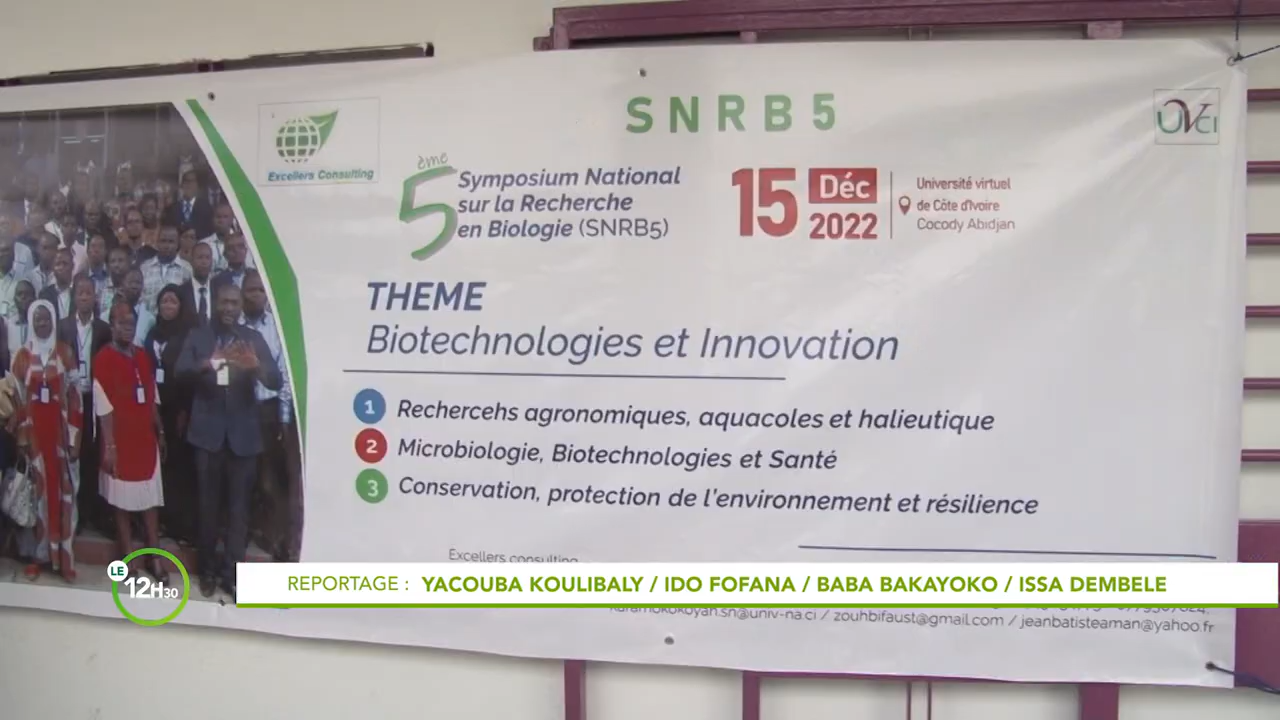 SNRB5
UVCI
Excellers Consulting
5ème Symposium National
sur la Recherche
en Biologie (SNRB5)
15 Déc
2022
Université virtuel
de Côte d'Ivoire
Cocody Abidjan
THEME
Biotechnologies et Innovation
1 Rechercehs agronomiques, aquacoles et halieutique
2 Microbiologie, Biotechnologies et Santé
3 Conservation, protection de l'environnement et résilience
Excellers consulting
LE
12H30
REPORTAGE : YACOUBA KOULIBALY / IDO FOFANA / BABA BAKAYOKO / ISSA DEMBELE
/ zouhbifaust@gmail.com / jeanbatisteaman@yahoo.fr